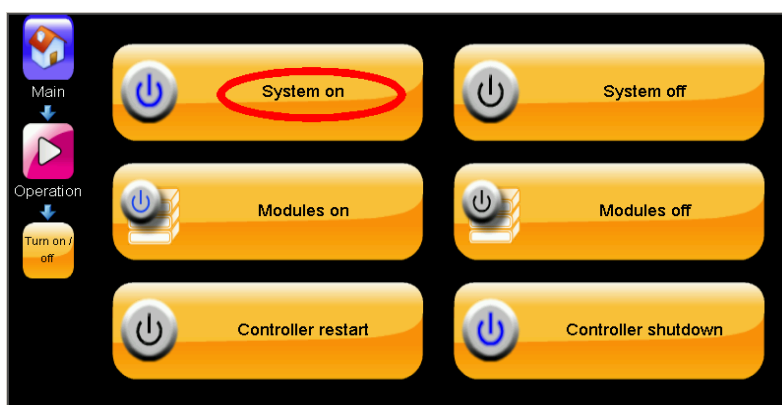 Main
Operation
Turn on /
off
System on
System off
Modules on
Modules off
Controller restart
Controller shutdown